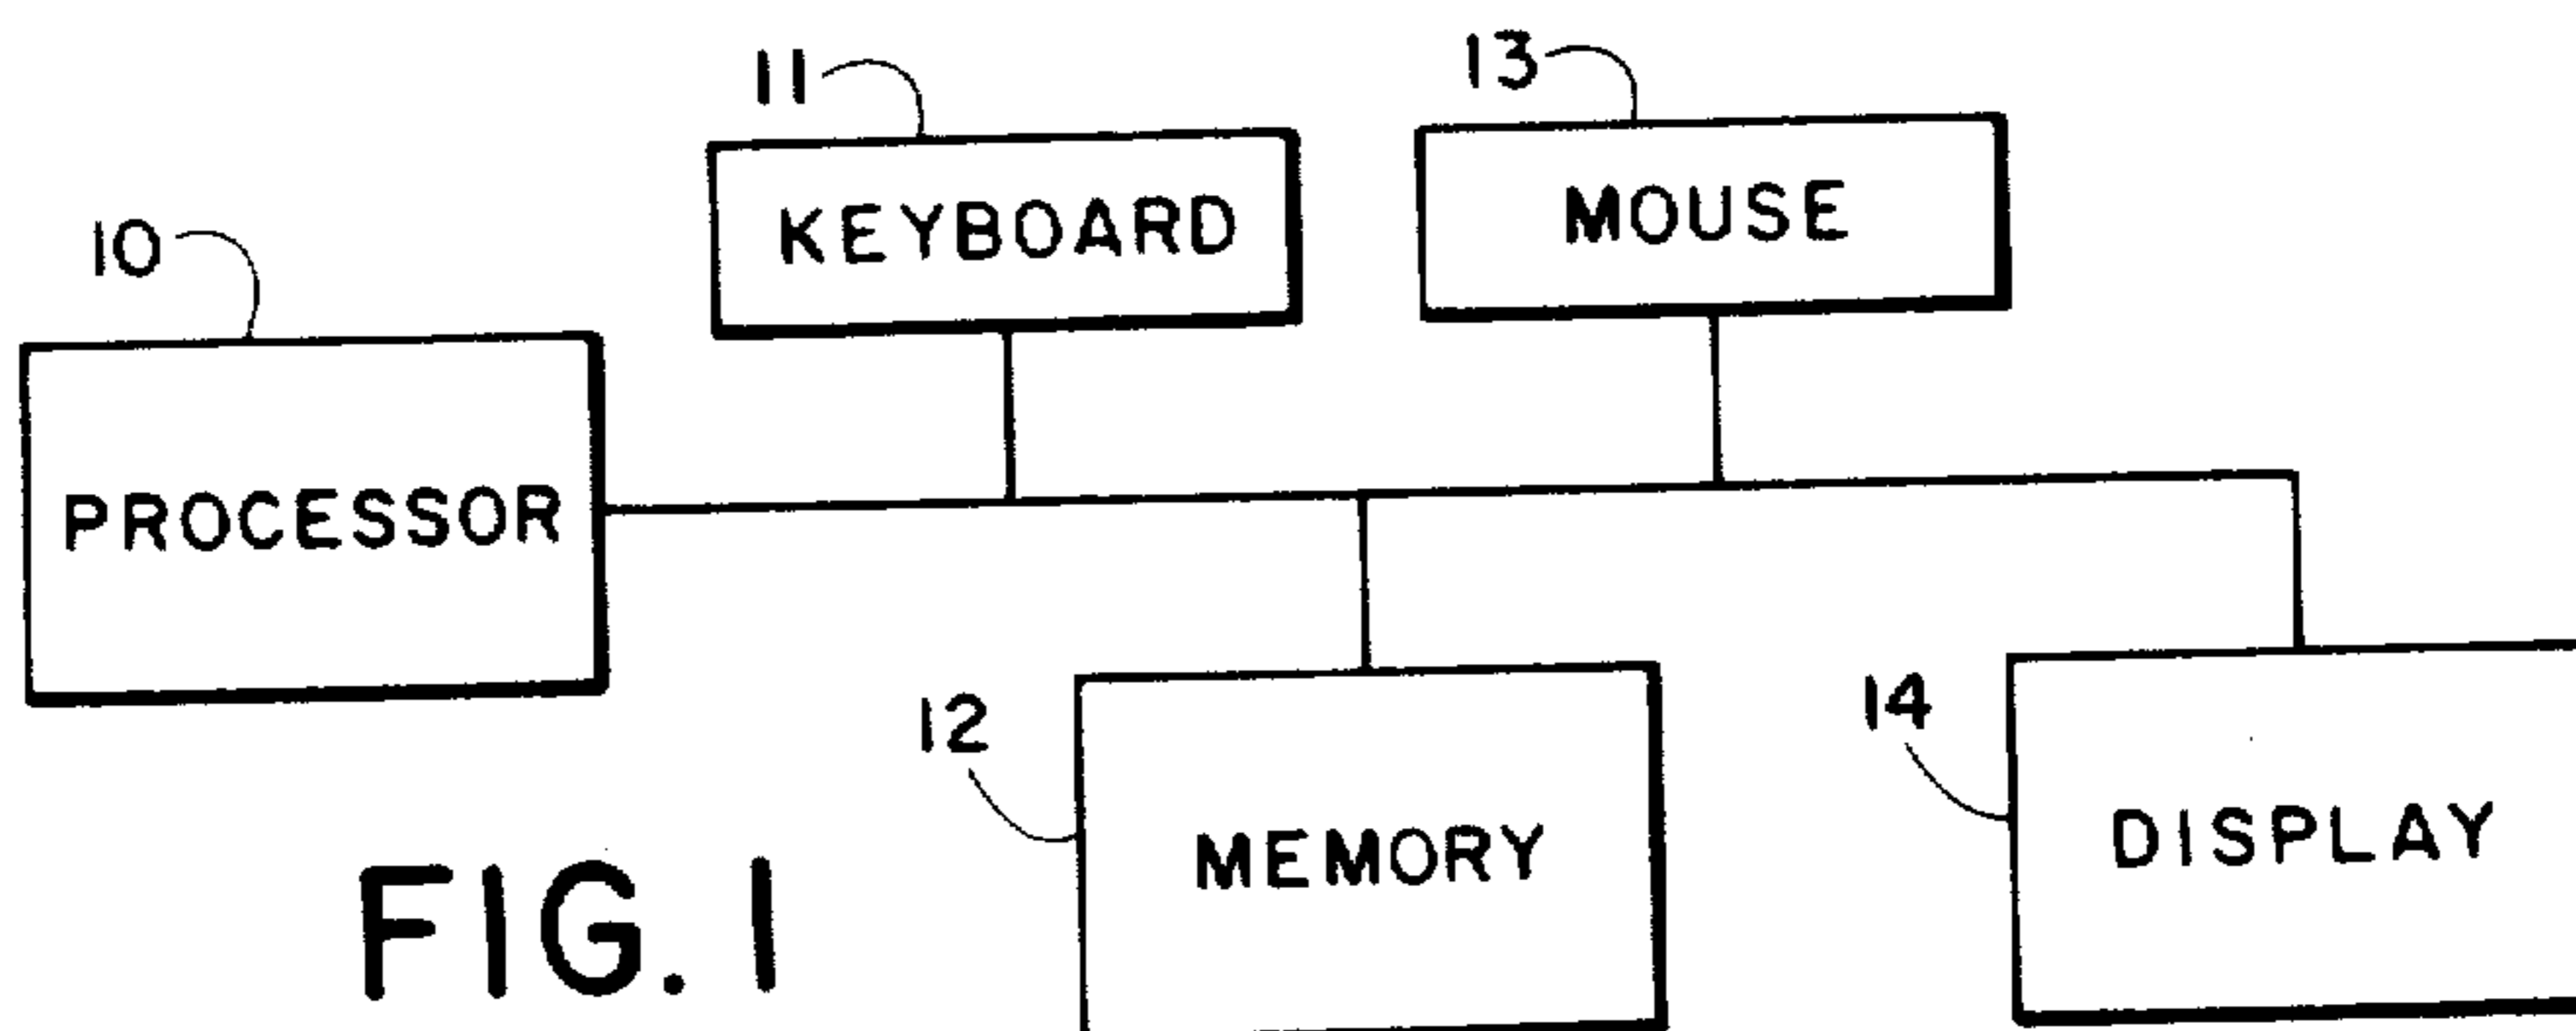 11
13
KEYBOARD
MOUSE
10
PROCESSOR
12
14
MEMORY
DISPLAY
FIG. 1